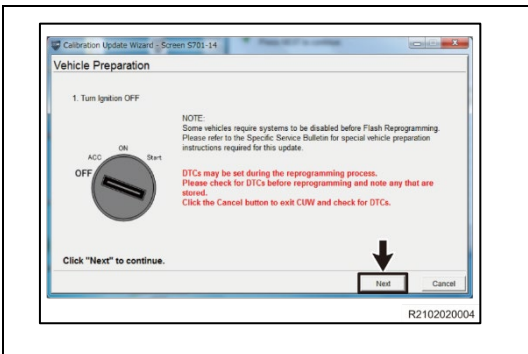 Calibration Update Wizard - Screen S701-14
Vehicle Preparation
1. Turn Ignition OFF
NOTE:
Some vehicles require systems to be disabled before Flash Reprogramming.
Please refer to the Specific Service Bulletin for special vehicle preparation
instructions required for this update.
ON
ACC
Start
OFF
DTCs may be set during the reprogramming process.
Please check for DTCs before reprogramming and note any that are
stored.
Click the Cancel button to exit CUW and check for DTCs.
Click "Next" to continue.
Next
Cancel
R2102020004